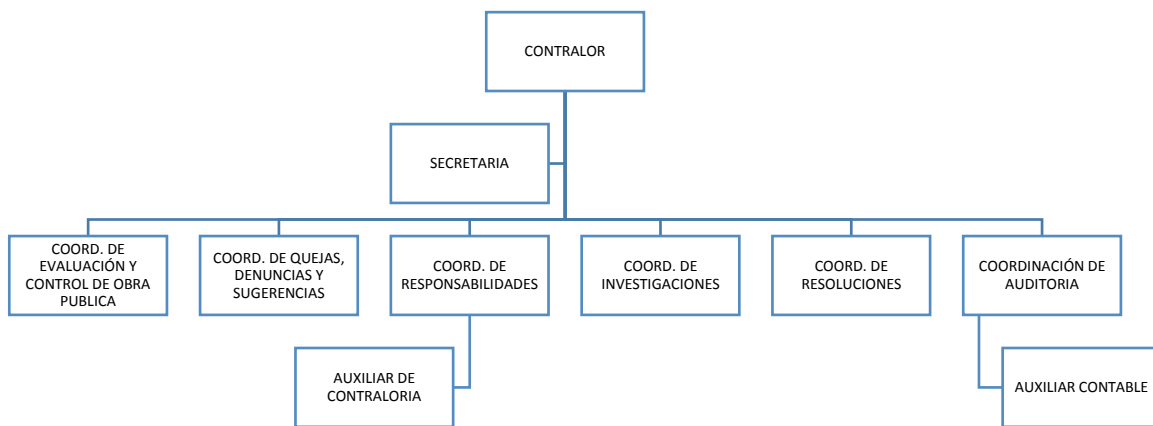 CONTRALOR
SECRETARIA
COORD. DE
EVALUACIÓN Y
CONTROL DE OBRA
PUBLICA
COORD. DE QUEJAS,
DENUNCIAS Y
SUGERENCIAS
COORD. DE
RESPONSABILIDADES
COORD. DE
INVESTIGACIONES
COORD. DE
RESOLUCIONES
COORDINACIÓN DE
AUDITORIA
AUXILIAR DE
CONTRALORIA
AUXILIAR CONTABLE